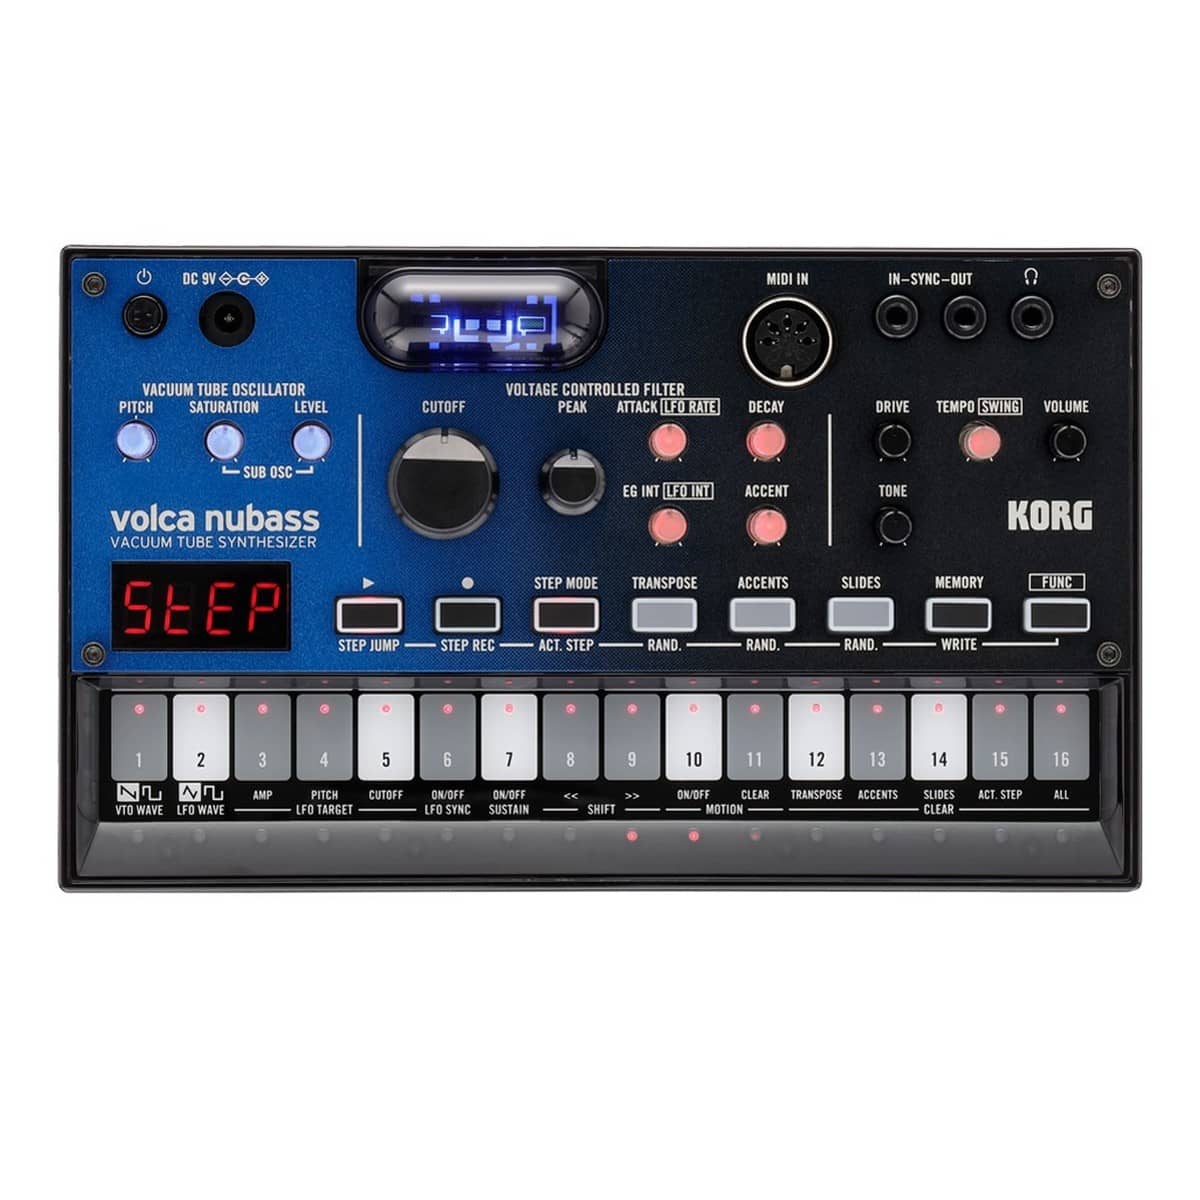 DC 9V
MIDI IN
IN-SYNC-OUT
VACUUM TUBE OSCILLATOR
PITCH SATURATION LEVEL
SUB OSC
VOLTAGE CONTROLLED FILTER
CUTOFF PEAK ATTACK LFO RATE DECAY
EG INT LFO INT ACCENT
DRIVE TEMPO SWING VOLUME
TONE
volca nubass
VACUUM TUBE SYNTHESIZER
KORG
StEP
STEP MODE TRANSPOSE ACCENTS SLIDES MEMORY FUNC
STEP JUMP STEP REC ACT. STEP RAND. RAND. RAND. WRITE
1 2 3 4 5 6 7 8 9 10 11 12 13 14 15 16
AMP PITCH CUTOFF ON/OFF ON/OFF << >> ON/OFF CLEAR TRANSPOSE ACCENTS SLIDES ACT. STEP ALL
VTO WAVE LFO WAVE LFO TARGET LFO SYNC SUSTAIN SHIFT MOTION CLEAR